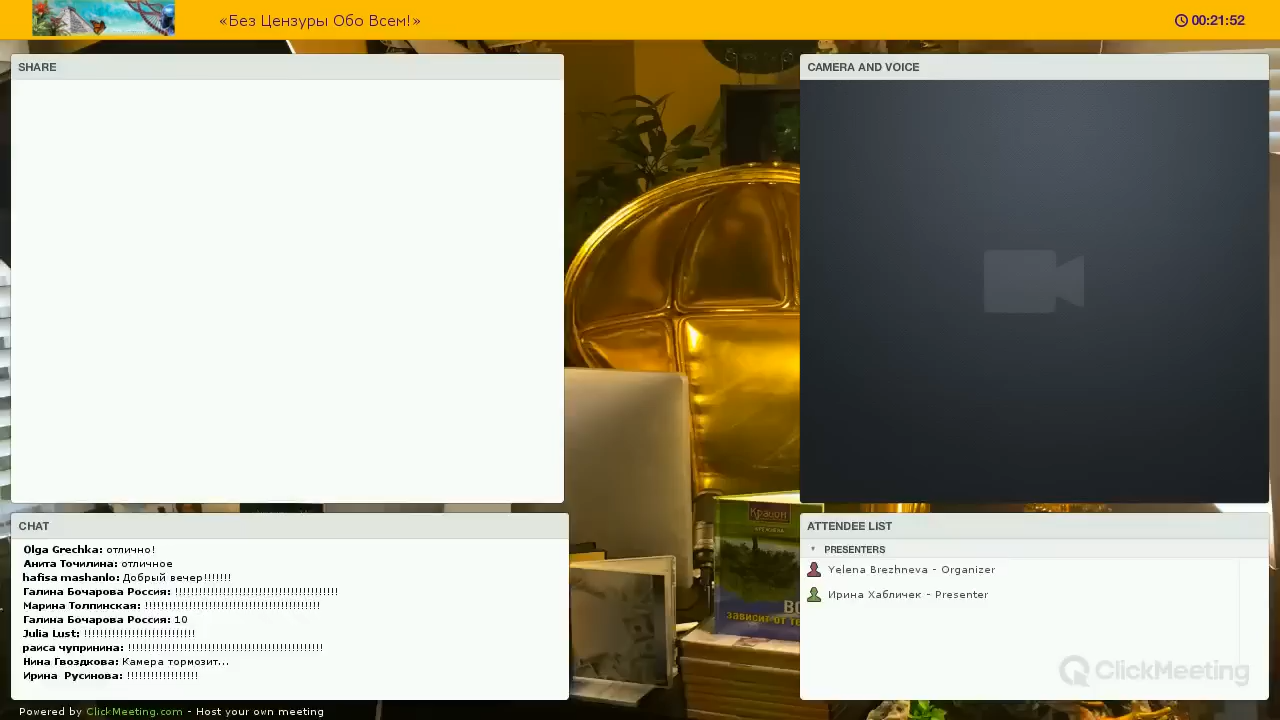 «Без Цензуры Обо Всем!»
00:21:52
SHARE
CAMERA AND VOICE
CHAT
Olga Grechka: отлично!
Анита Точилина: отличное
hafisa mashanlo: Добрый вечер!!!!!!!
Галина Бочарова Россия: !!!!!!!!!!!!!!!!!!!!!!!!!!!!!!!!!!!!!!!!!
Марина Толпинская: !!!!!!!!!!!!!!!!!!!!!!!!!!!!!!!!!!!!!!!!!!!!
Галина Бочарова Россия: 10
Julia Lust: !!!!!!!!!!!!!!!!!!!!!!!!!!!!
раиса чупринина: !!!!!!!!!!!!!!!!!!!!!!!!!!!!!!!!!!!!!!!!!!!!!!!!!
Нина Гвоздкова: Камера тормозит...
Ирина Русинова: !!!!!!!!!!!!!!!!!!
ATTENDEE LIST
PRESENTERS
Yelena Brezhneva - Organizer
Ирина Хабличек - Presenter
Крайон
зависит от
ClickMeeting
Powered by ClickMeeting.com - Host your own meeting